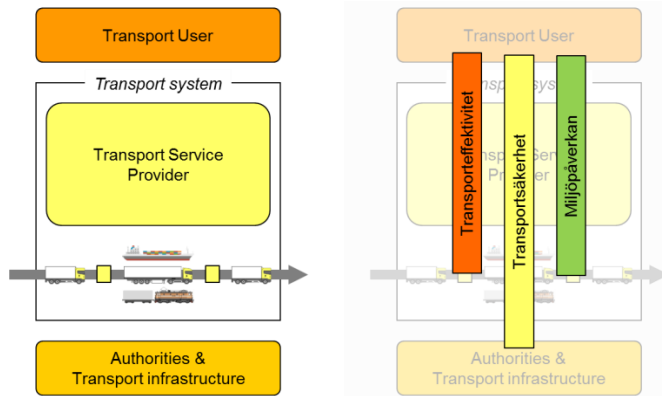 Transport User
Transport system
Transport Service
Provider
Authorities &
Transport infrastructure
Transport User
Transporteffektivitet
Transportsäkerhet
Miljöpåverkan
Authorities &
Transport infrastructure